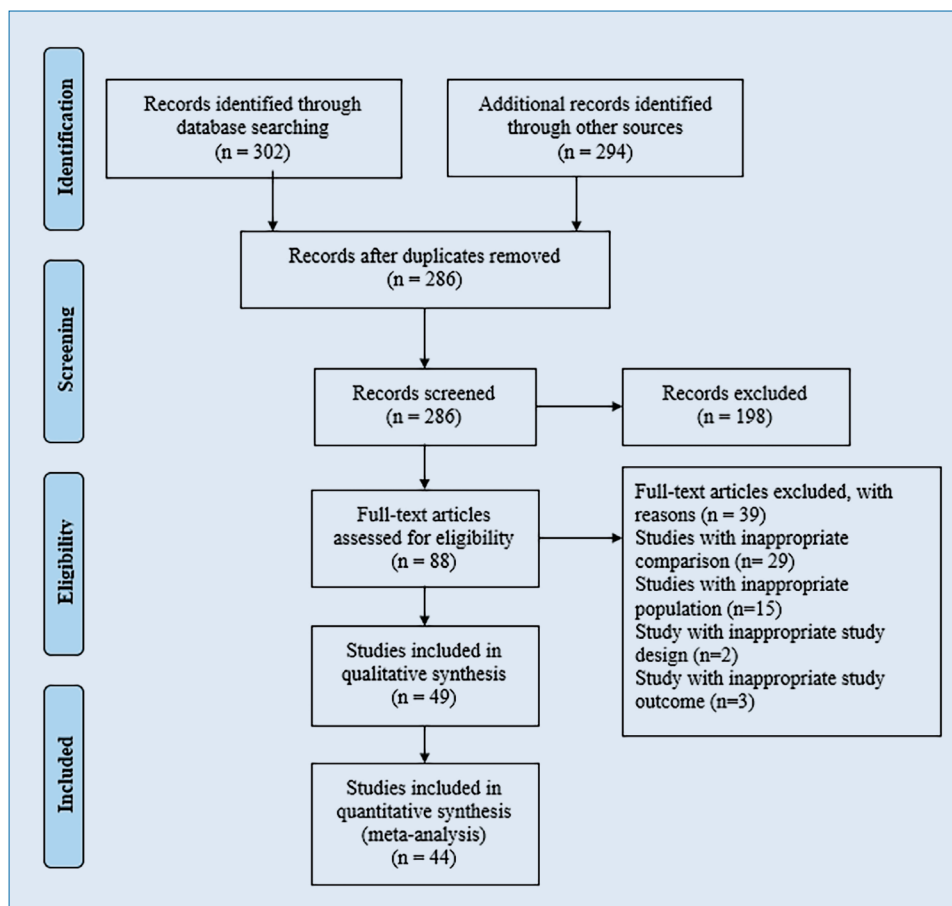 Identification
Records identified through
database searching
(n = 302)
Additional records identified
through other sources
(n = 294)
Records after duplicates removed
(n = 286)
Screening
Records screened
(n = 286)
Records excluded
(n = 198)
Eligibility
Full-text articles
assessed for eligibility
(n = 88)
Full-text articles excluded, with
reasons (n = 39)
Studies with inappropriate
comparison (n= 29)
Studies with inappropriate
population (n=15)
Study with inappropriate study
design (n=2)
Study with inappropriate study
outcome (n=3)
Studies included in
qualitative synthesis
(n = 49)
Included
Studies included in
quantitative synthesis
(meta-analysis)
(n = 44)